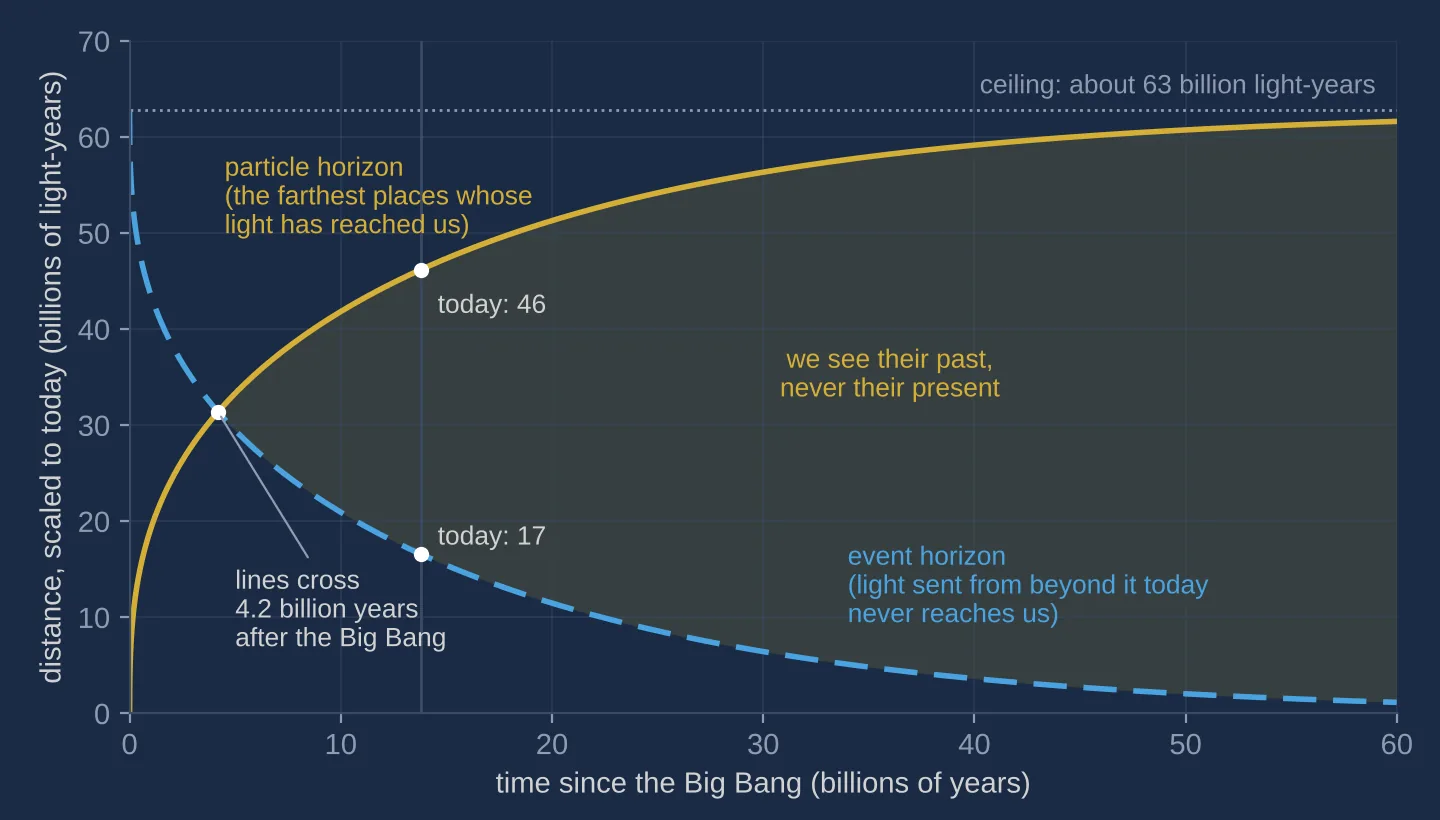 70
60
50
40
30
20
10
0
distance, scaled to today (billions of light-years)
ceiling: about 63 billion light-years
particle horizon
(the farthest places whose
light has reached us)
today: 46
we see their past,
never their present
today: 17
event horizon
(light sent from beyond it today
never reaches us)
lines cross
4.2 billion years
after the Big Bang
0
10
20
30
40
50
60
time since the Big Bang (billions of years)